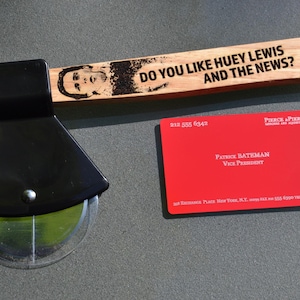 DO YOU LIKE HUEY LEWIS
AND THE NEWS?
212 555 6342
PIERCE & PIERCE
PATRICK BATEMAN
VICE PRESIDENT